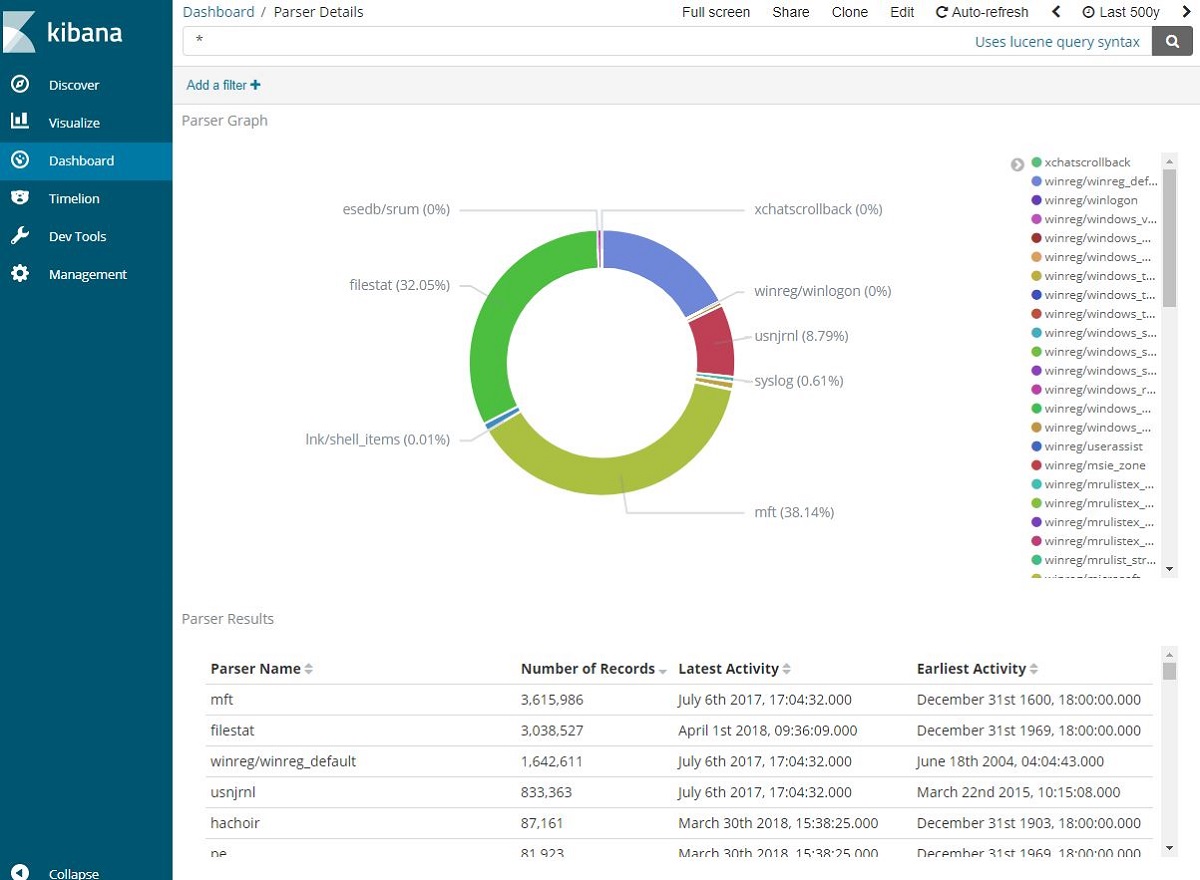 kibana
Discover
Visualize
Dashboard
Timelion
Dev Tools
Management
Collapse
Dashboard / Parser Details
Full screen Share Clone Edit Auto-refresh Last 500y
*
Uses lucene query syntax
Add a filter +
Parser Graph
esedb/srum (0%)
xchatscrollback (0%)
filestat (32.05%)
winreg/winlogon (0%)
usnjrnl (8.79%)
syslog (0.61%)
lnk/shell_items (0.01%)
mft (38.14%)
xchatscrollback
winreg/winreg_def...
winreg/winlogon
winreg/windows_v...
winreg/windows_...
winreg/windows_...
winreg/windows_t...
winreg/windows_t...
winreg/windows_t...
winreg/windows_s...
winreg/windows_s...
winreg/windows_s...
winreg/windows_r...
winreg/windows_...
winreg/windows_...
winreg/userassist
winreg/msie_zone
winreg/mrulistex_...
winreg/mrulistex_...
winreg/mrulistex_...
winreg/mrulistex_...
winreg/mrulist_str...
Parser Results
Parser Name Number of Records Latest Activity Earliest Activity
mft 3,615,986 July 6th 2017, 17:04:32.000 December 31st 1600, 18:00:00.000
filestat 3,038,527 April 1st 2018, 09:36:09.000 December 31st 1969, 18:00:00.000
winreg/winreg_default 1,642,611 July 6th 2017, 17:04:32.000 June 18th 2004, 04:04:43.000
usnjrnl 833,363 July 6th 2017, 17:04:32.000 March 22nd 2015, 10:15:08.000
hachoir 87,161 March 30th 2018, 15:38:25.000 December 31st 1903, 18:00:00.000
pe 81,923 March 30th 2018, 15:38:25.000 December 31st 1969, 18:00:00.000